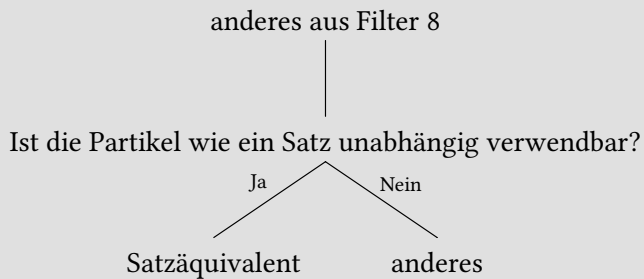 anderes aus Filter 8
Ist die Partikel wie ein Satz unabhängig verwendbar?
Ja Nein
Satzäquivalent anderes